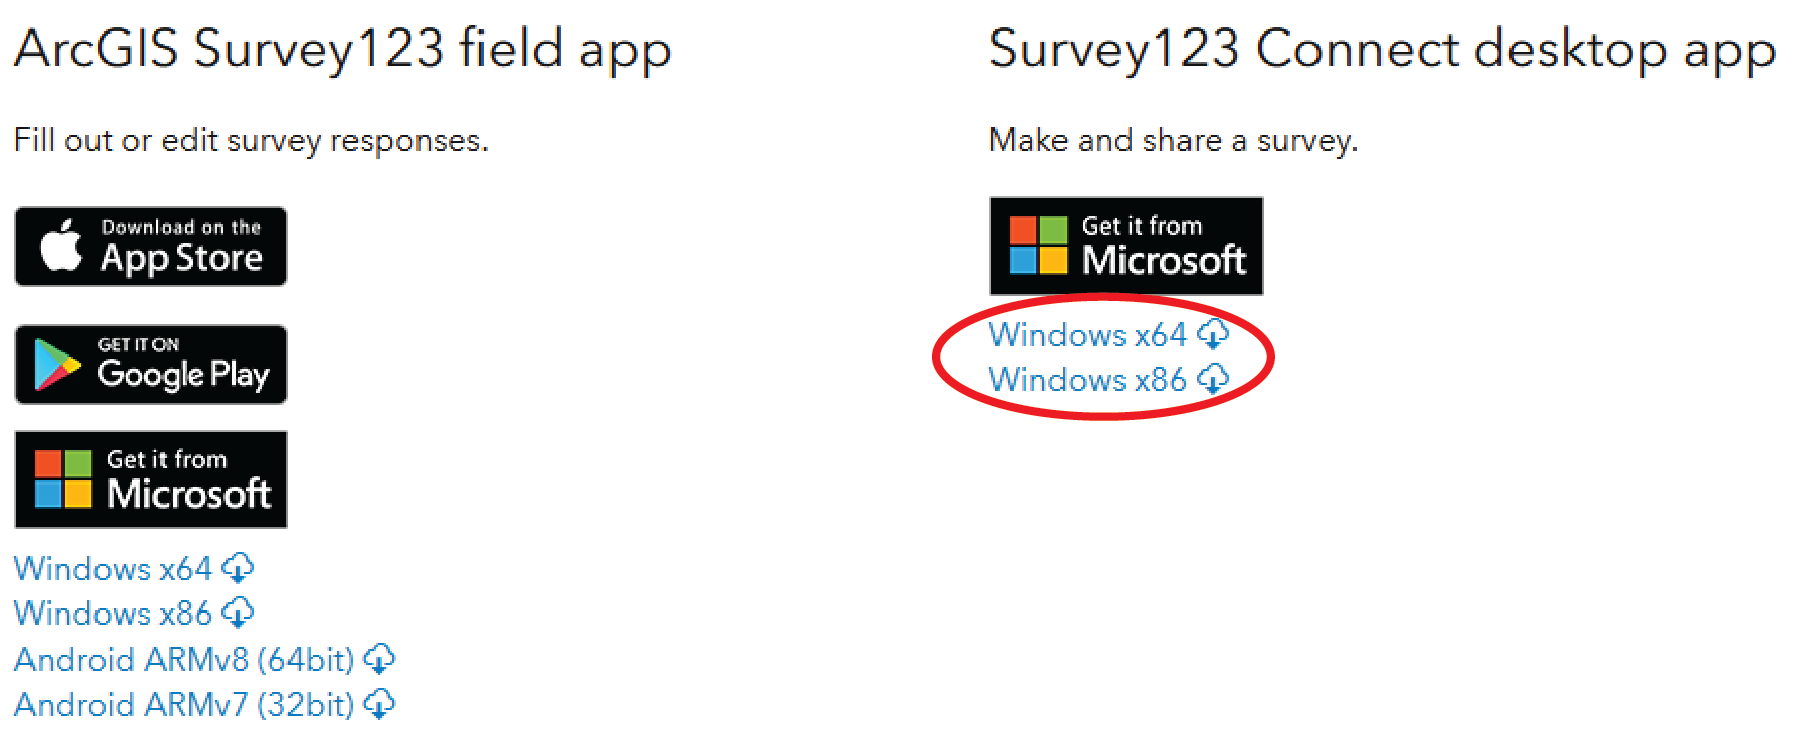 ArcGIS Survey123 field app
Fill out or edit survey responses.
Download on the
App Store
GET IT ON
Google Play
Get it from
Microsoft
Windows x64
Windows x86
Android ARMv8 (64bit)
Android ARMv7 (32bit)
Survey123 Connect desktop app
Make and share a survey.
Get it from
Microsoft
Windows x64
Windows x86